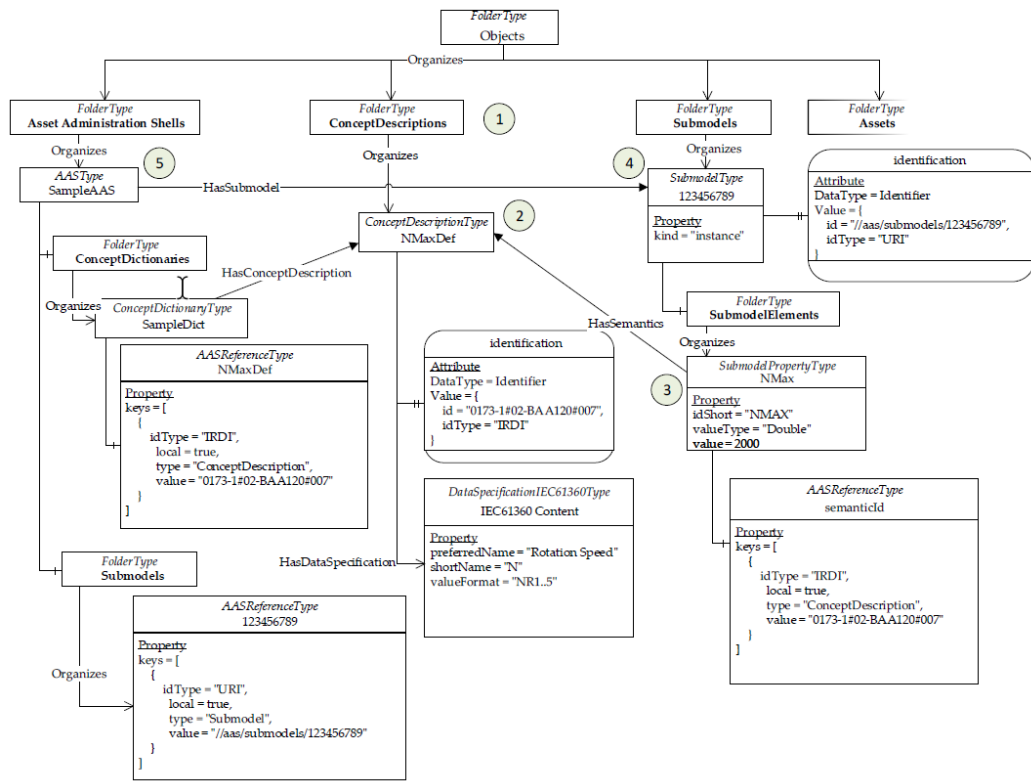 FolderType
Objects
Organizes
FolderType
Asset Administration Shells
FolderType
ConceptDescriptions
1
FolderType
Submodels
FolderType
Assets
Organizes
5
Organizes
4
Organizes
AASType
SampleAAS
HasSubmodel
SubmodelType
123456789
Property
kind = "instance"
identification
Attribute
DataType = Identifier
Value = {
id = "//aas/submodels/123456789",
idType = "URI"
}
2
ConceptDescriptionType
NMaxDef
FolderType
ConceptDictionaries
HasConceptDescription
Organizes
ConceptDictionaryType
SampleDict
FolderType
SubmodelElements
HasSemantics
Organizes
AASReferenceType
NMaxDef
Property
keys = [
{
idType = "IRDI",
local = true,
type = "ConceptDescription",
value = "0173-1#02-BAA120#007"
}
]
identification
Attribute
DataType = Identifier
Value = {
id = "0173-1#02-BAA120#007",
idType = "IRDI"
}
3
SubmodelPropertyType
NMax
Property
idShort = "NMAX"
valueType = "Double"
value = 2000
DataSpecificationIEC61360Type
IEC61360 Content
Property
preferredName = "Rotation Speed"
shortName = "N"
valueFormat = "NR1..5"
HasDataSpecification
AASReferenceType
semanticId
Property
keys = [
{
idType = "IRDI",
local = true,
type = "ConceptDescription",
value = "0173-1#02-BAA120#007"
}
]
FolderType
Submodels
Organizes
AASReferenceType
123456789
Property
keys = [
{
idType = "URI",
local = true,
type = "Submodel",
value = "//aas/submodels/123456789"
}
]